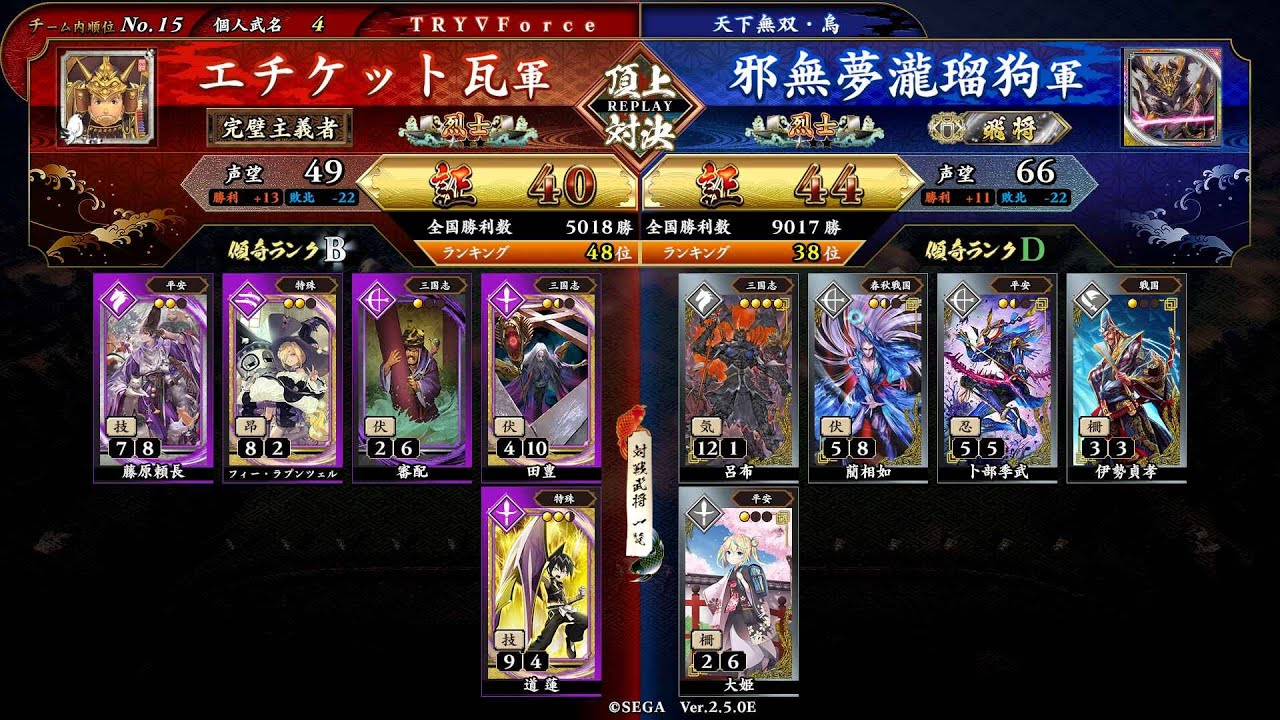 チーム内順位 No.15 個人武名 4
TRY∇Force
天下無双・烏
エチケット瓦軍
頂上
REPLAY
対決
邪無夢瀧瑠狗軍
完璧主義者
烈士
烈士
飛将
声望 49
勝利 +13 敗北 -22
証 40
証 44
声望 66
勝利 +11 敗北 -22
全国勝利数 5018勝
全国勝利数 9017勝
傾奇ランクB
ランキング 48位
ランキング 38位
傾奇ランクD
平安
技
7 8
藤原頼長
特殊
昂
8 2
フィー・ラプンツェル
三国志
伏
2 6
審配
三国志
伏
4 10
田豊
三国志
気
12 1
呂布
春秋戦国
伏
5 8
藺相如
平安
忍
5 5
卜部季武
戦国
柵
3 3
伊勢貞孝
対戦武将一覧
特殊
技
9 4
道蓮
平安
柵
2 6
大姫
©SEGA Ver.2.5.0E